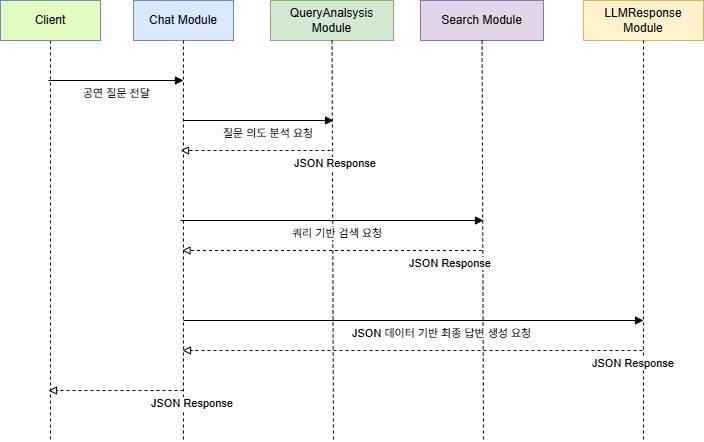 Client
Chat Module
QueryAnalsysis
Module
Search Module
LLMResponse
Module
공연 질문 전달
질문 의도 분석 요청
JSON Response
쿼리 기반 검색 요청
JSON Response
JSON 데이터 기반 최종 답변 생성 요청
JSON Response
JSON Response